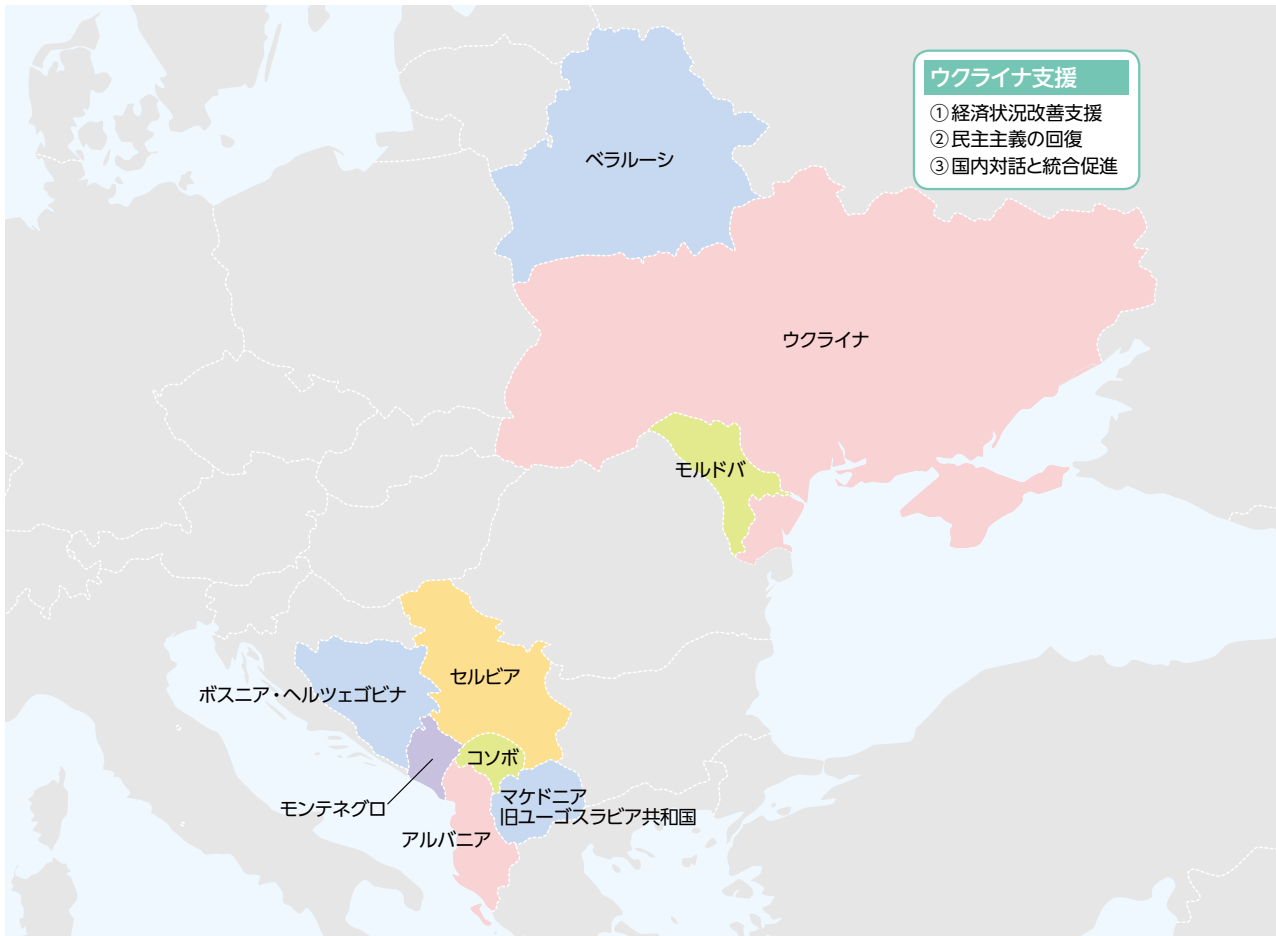 ウクライナ支援
①経済状況改善支援
②民主主義の回復
③国内対話と統合促進
ベラルーシ
ウクライナ
モルドバ
セルビア
ボスニア・ヘルツェゴビナ
コソボ
モンテネグロ
マケドニア
旧ユーゴスラビア共和国
アルバニア